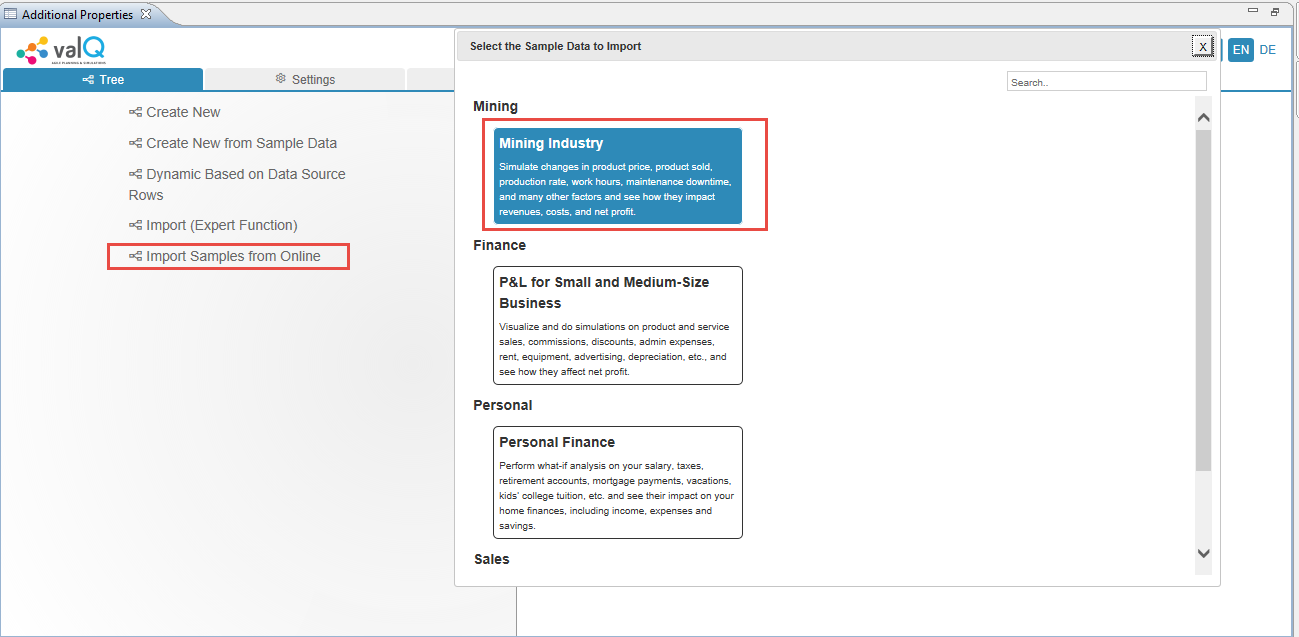 Additional Properties
valQ
EN DE
Tree
Settings
Create New
Create New from Sample Data
Dynamic Based on Data Source
Rows
Import (Expert Function)
Import Samples from Online
Select the Sample Data to Import
X
Search..
Mining
Mining Industry
Simulate changes in product price, product sold,
production rate, work hours, maintenance downtime,
and many other factors and see how they impact
revenues, costs, and net profit.
Finance
P&L for Small and Medium-Size
Business
Visualize and do simulations on product and service
sales, commissions, discounts, admin expenses,
rent, equipment, advertising, depreciation, etc., and
see how they affect net profit.
Personal
Personal Finance
Perform what-if analysis on your salary, taxes,
retirement accounts, mortgage payments, vacations,
kids' college tuition, etc. and see their impact on your
home finances, including income, expenses and
savings.
Sales